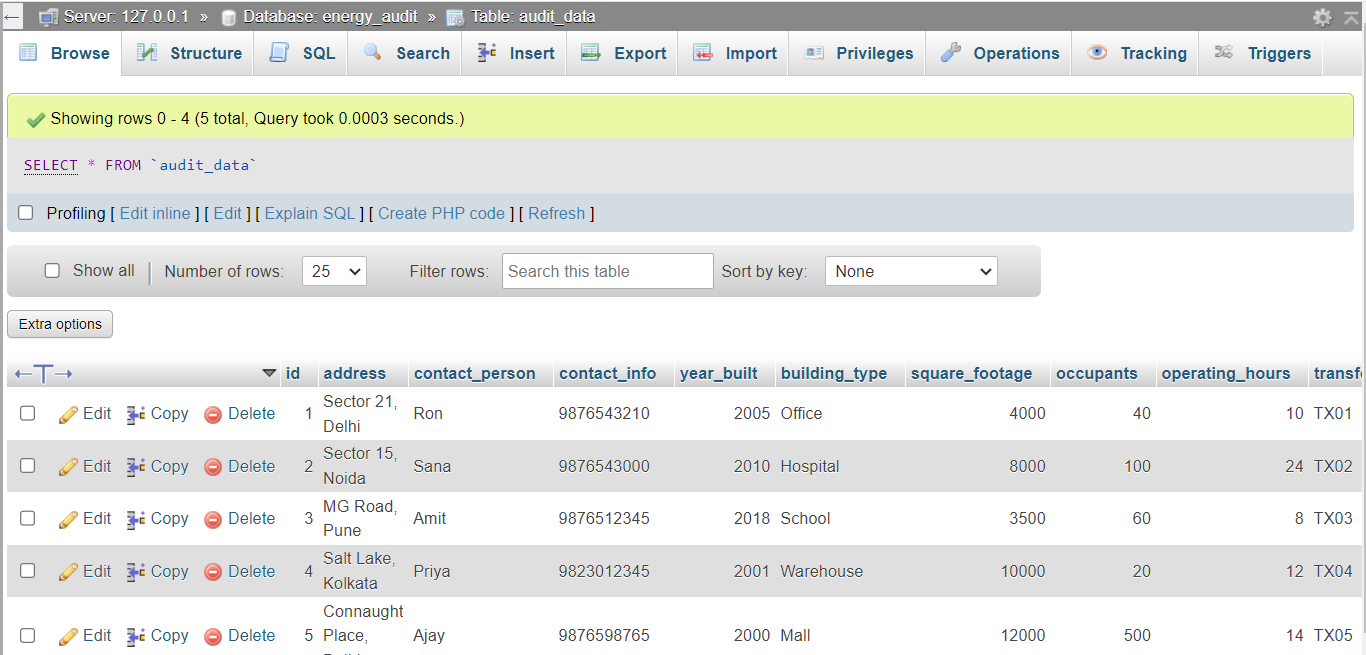 Server: 127.0.0.1 » Database: energy_audit » Table: audit_data
Browse Structure SQL Search Insert Export Import Privileges Operations Tracking Triggers
Showing rows 0 - 4 (5 total, Query took 0.0003 seconds.)
SELECT * FROM `audit_data`
Profiling [ Edit inline ] [ Edit ] [ Explain SQL ] [ Create PHP code ] [ Refresh ]
Show all Number of rows: 25 Filter rows: Search this table Sort by key: None
Extra options
←T→ id address contact_person contact_info year_built building_type square_footage occupants operating_hours transf
Edit Copy Delete 1 Sector 21, Ron 9876543210 2005 Office 4000 40 10 TX01
Delhi
Edit Copy Delete 2 Sector 15, Sana 9876543000 2010 Hospital 8000 100 24 TX02
Noida
Edit Copy Delete 3 MG Road, Amit 9876512345 2018 School 3500 60 8 TX03
Pune
Edit Copy Delete 4 Salt Lake, Priya 9823012345 2001 Warehouse 10000 20 12 TX04
Kolkata
Connaught
Edit Copy Delete 5 Place, Ajay 9876598765 2000 Mall 12000 500 14 TX05